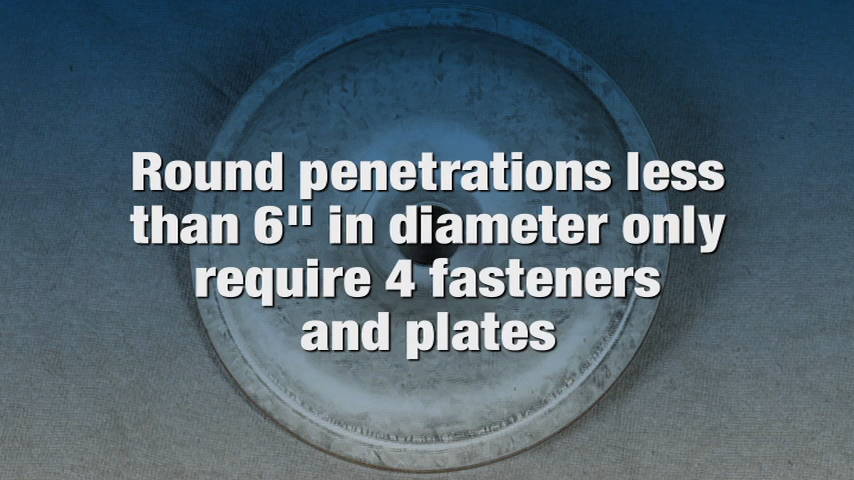 Round penetrations less
than 6" in diameter only
require 4 fasteners
and plates